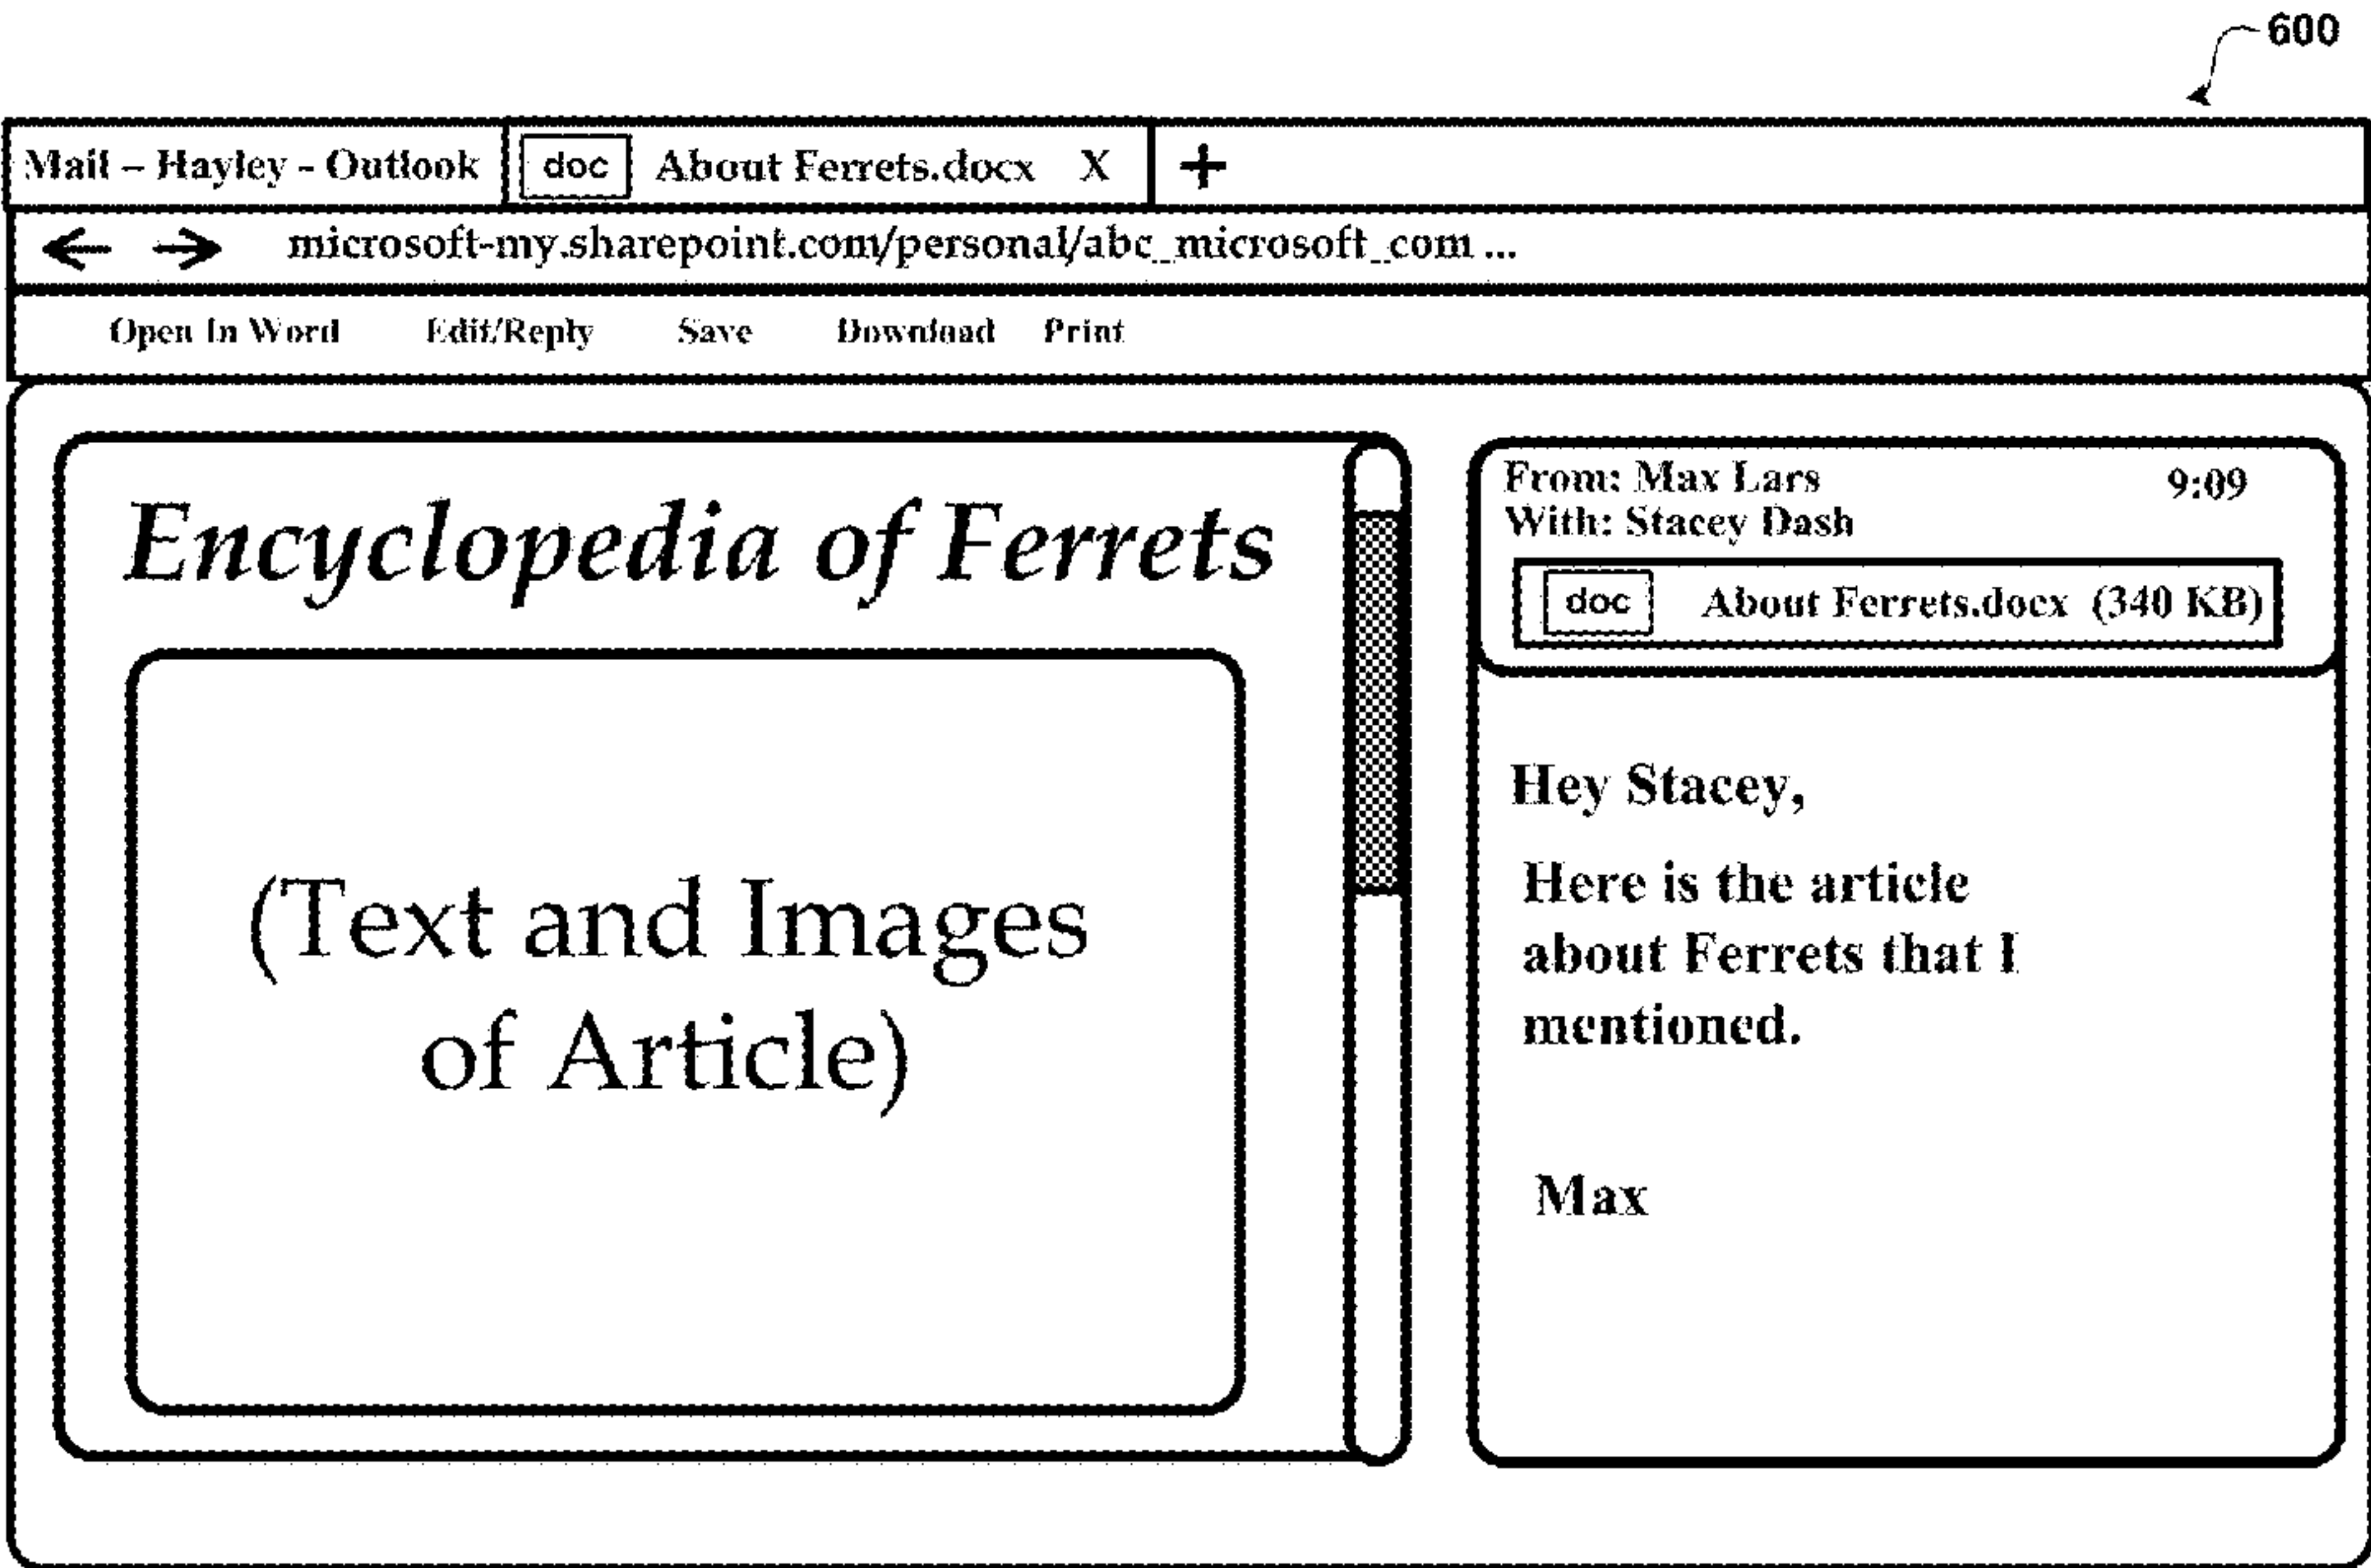 600
Mail – Hayley - Outlook doc About Ferrets.docx X +
microsoft-my.sharepoint.com/personal/abc_microsoft_com ...
Open In Word Edit/Reply Save Download Print
Encyclopedia of Ferrets
(Text and Images
of Article)
From: Max Lars 9:09
With: Stacey Dash
doc About Ferrets.docx (340 KB)
Hey Stacey,
Here is the article
about Ferrets that I
mentioned.
Max